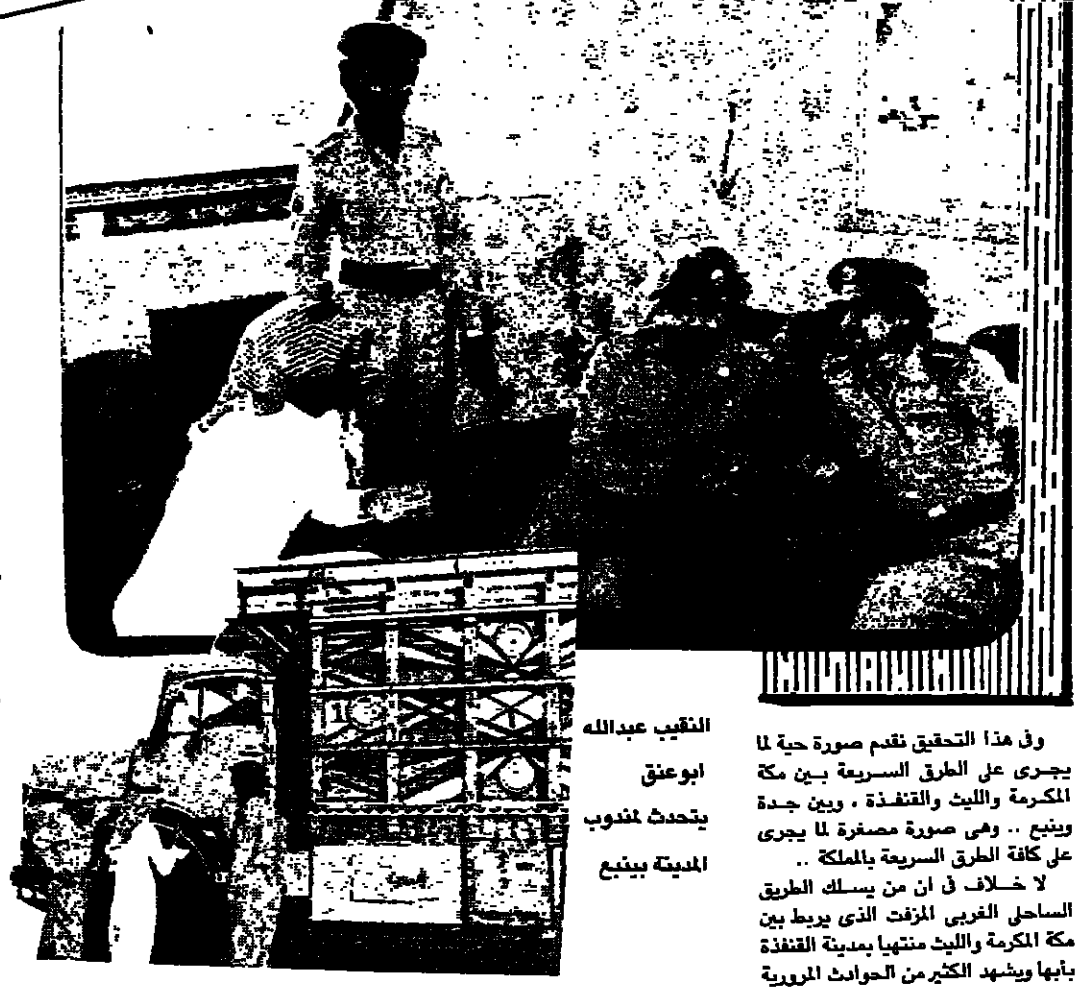 النقيب عبدالله
ابوعنق
يتحدث لمندوب
المدينة بينبع
وفى هذا التحقيق نقدم صورة حية لما
يجرى على الطرق السريعة بين مكة
المكرمة والليث والقنفذة ، وبين جدة
وينبع .. وهى صورة مصغرة لما يجرى
على كافة الطرق السريعة بالمملكة ..
لا خلاف فى ان من يسلك الطريق
الساحلى الغربى المزفت الذى يربط بين
مكة المكرمة والليث منتهيا بمدينة القنفذة
بأبها ويشهد الكثير من الحوادث المرورية